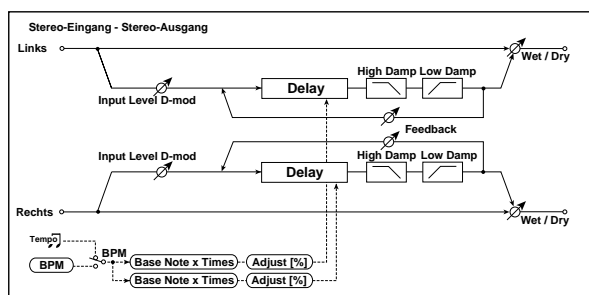 Stereo-Eingang - Stereo-Ausgang
Links
Wet / Dry
High Damp Low Damp
Delay
Input Level D-mod
Feedback
High Damp Low Damp
Input Level D-mod
Delay
Rechts
Wet / Dry
Tempo
BPM
BPM
Base Note x Times
Adjust [%]
Base Note x Times
Adjust [%]